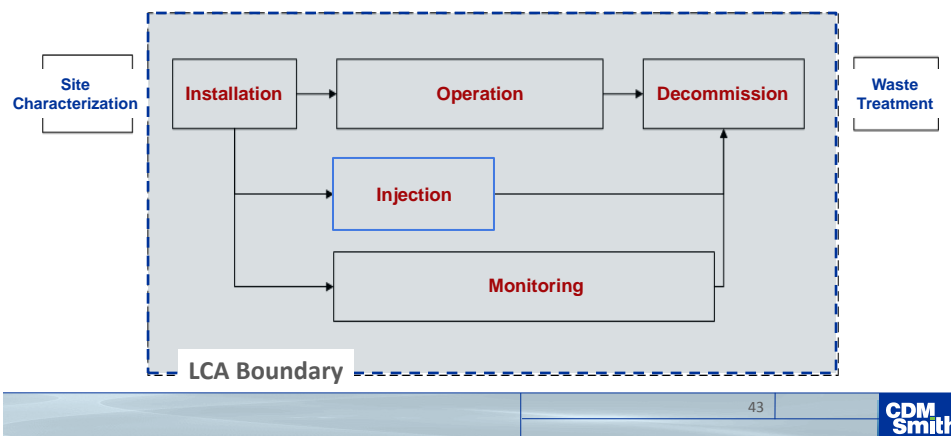 Site
Characterization
Installation
Operation
Decommission
Waste
Treatment
Injection
Monitoring
LCA Boundary
43
CDM
Smith